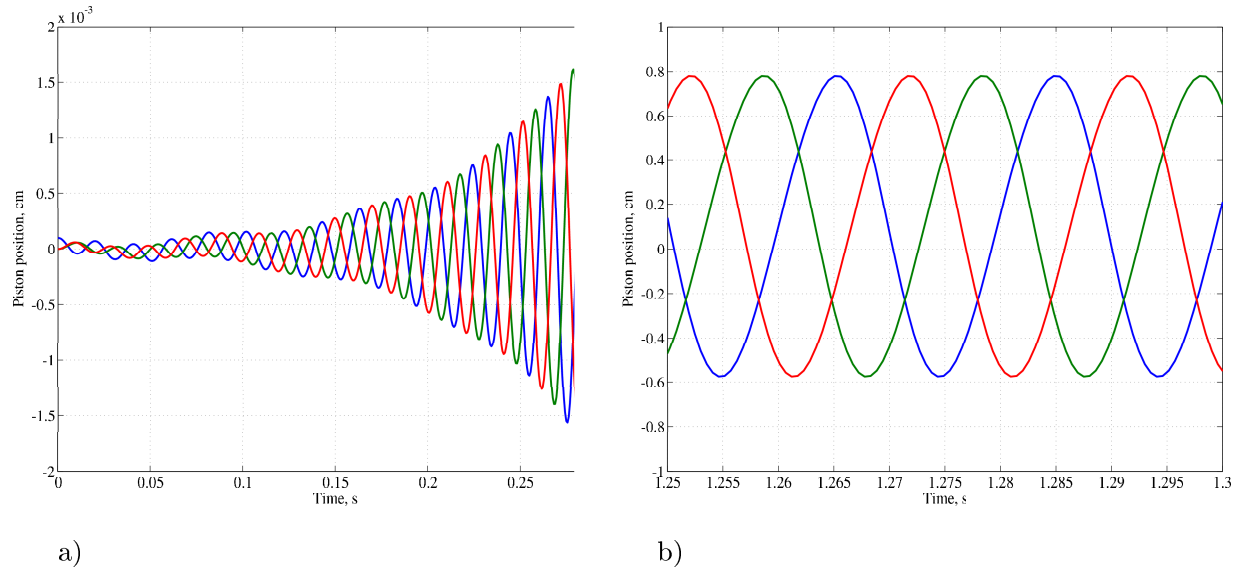 x 10⁻³
2
1.5
1
0.5
0
-0.5
-1
-1.5
-2
Piston position, cm
0 0.05 0.1 0.15 0.2 0.25
Time, s
a)
1
0.8
0.6
0.4
0.2
0
-0.2
-0.4
-0.6
-0.8
-1
Piston position, cm
1.25 1.255 1.26 1.265 1.27 1.275 1.28 1.285 1.29 1.295 1.3
Time, s
b)